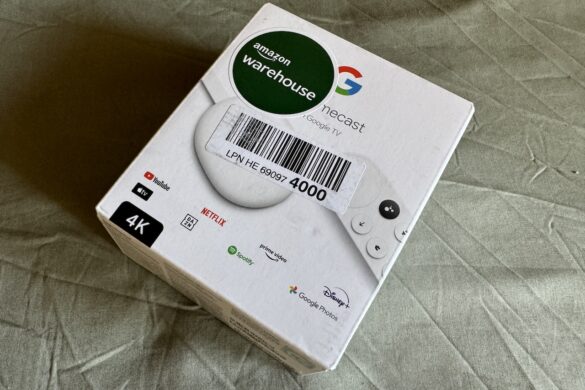 amazon
warehouse
G
necast
Google TV
LPN HE 69097 4000
YouTube
tv
4K
DAZN
NETFLIX
Spotify
prime video
Google Photos
Disney+